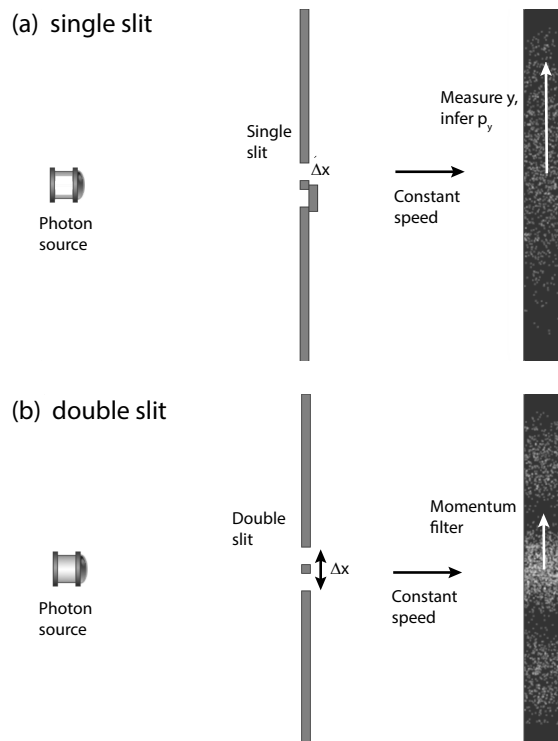 (a) single slit
Measure y,
infer p_y
Single
slit
Δx
Photon
source
Constant
speed
(b) double slit
Momentum
filter
Double
slit
Δx
Photon
source
Constant
speed